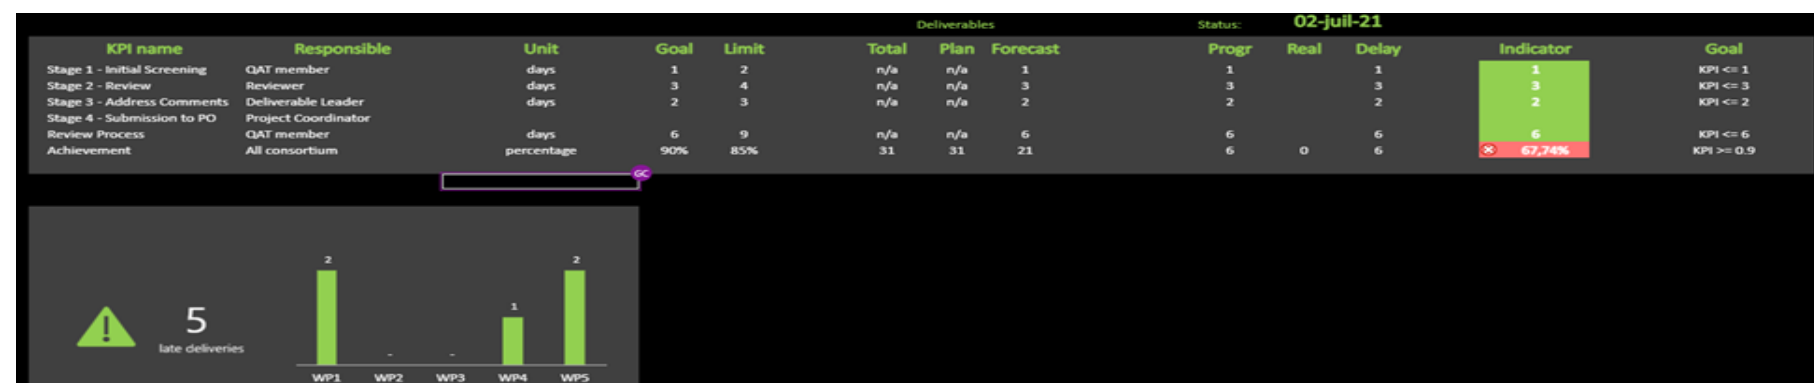 Deliverables Status: 02-juil-21
KPI name Responsible Unit Goal Limit Total Plan Forecast Progr Real Delay Indicator Goal
Stage 1 - Initial Screening QAT member days 1 2 n/a n/a 1 1 1 1 KPI <= 1
Stage 2 - Review Reviewer days 3 4 n/a n/a 3 3 3 3 KPI <= 3
Stage 3 - Address Comments Deliverable Leader days 2 3 n/a n/a 2 2 2 2 KPI <= 2
Stage 4 - Submission to PO Project Coordinator
Review Process QAT member days 6 9 n/a n/a 6 6 6 6 KPI <= 6
Achievement All consortium percentage 90% 85% 31 31 21 6 0 6 67,74% KPI >= 0.9
GC
2 2
1
5
late deliveries
- -
WP1 WP2 WP3 WP4 WP5